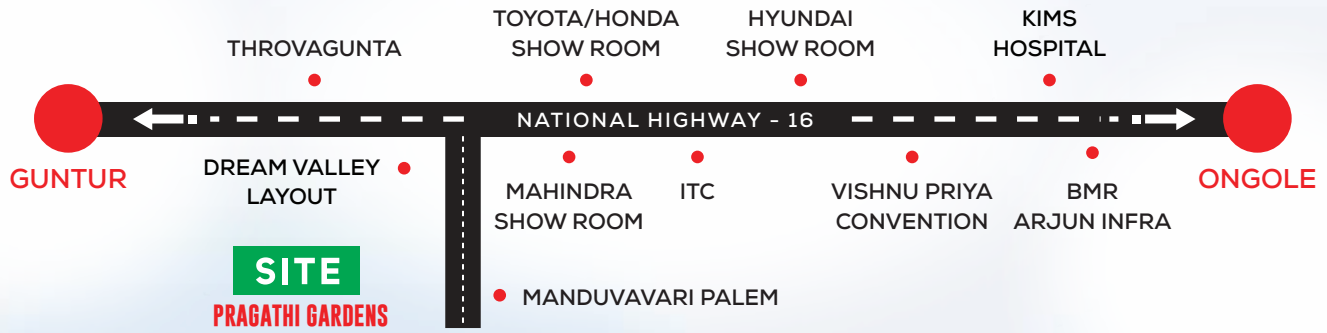 THROVAGUNTA
TOYOTA/HONDA
SHOW ROOM
HYUNDAI
SHOW ROOM
KIMS
HOSPITAL
NATIONAL HIGHWAY - 16
GUNTUR
DREAM VALLEY
LAYOUT
MAHINDRA
SHOW ROOM
ITC
VISHNU PRIYA
CONVENTION
BMR
ARJUN INFRA
ONGOLE
SITE
PRAGATHI GARDENS
MANDUVAVARI PALEM